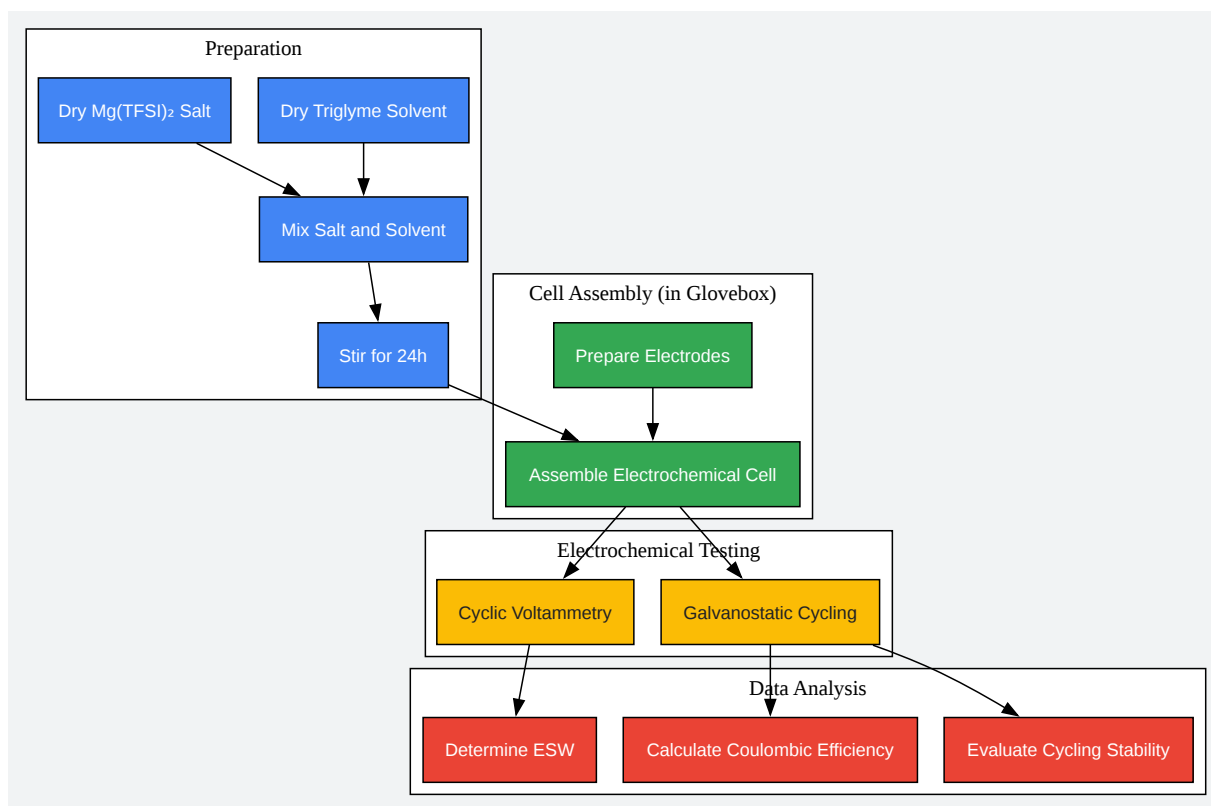 Preparation
Dry Mg(TFSI)₂ Salt
Dry Triglyme Solvent
Mix Salt and Solvent
Stir for 24h
Cell Assembly (in Glovebox)
Prepare Electrodes
Assemble Electrochemical Cell
Electrochemical Testing
Cyclic Voltammetry
Galvanostatic Cycling
Data Analysis
Determine ESW
Calculate Coulombic Efficiency
Evaluate Cycling Stability